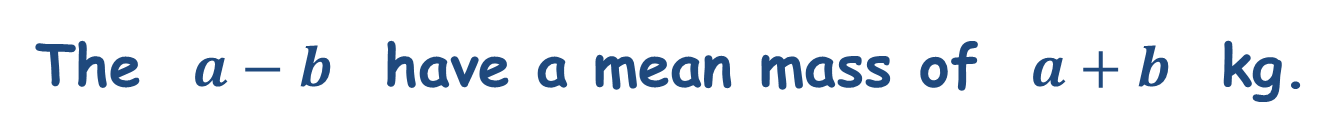 The a − b have a mean mass of a + b kg.